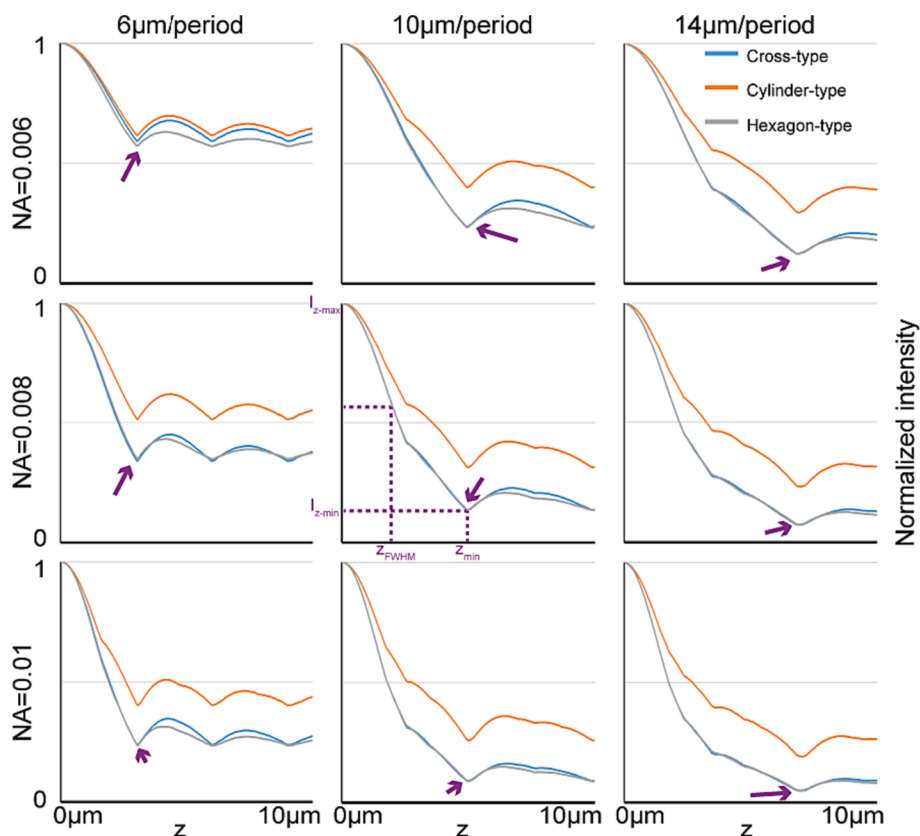 6μm/period
10μm/period
14μm/period
1
NA=0.006
0
Cross-type
Cylinder-type
Hexagon-type
1
NA=0.008
0
Iz-max
Iz-min
zFWHM
zmin
Normalized intensity
1
NA=0.01
0
0μm z 10μm
0μm z 10μm
0μm z 10μm